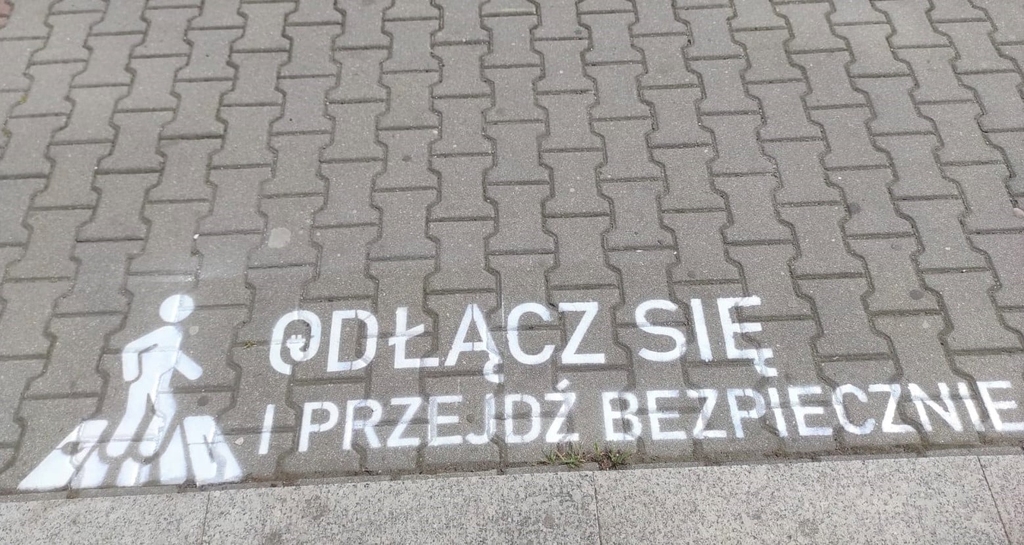 ODŁĄCZ SIĘ
I PRZEJDŹ BEZPIECZNIE